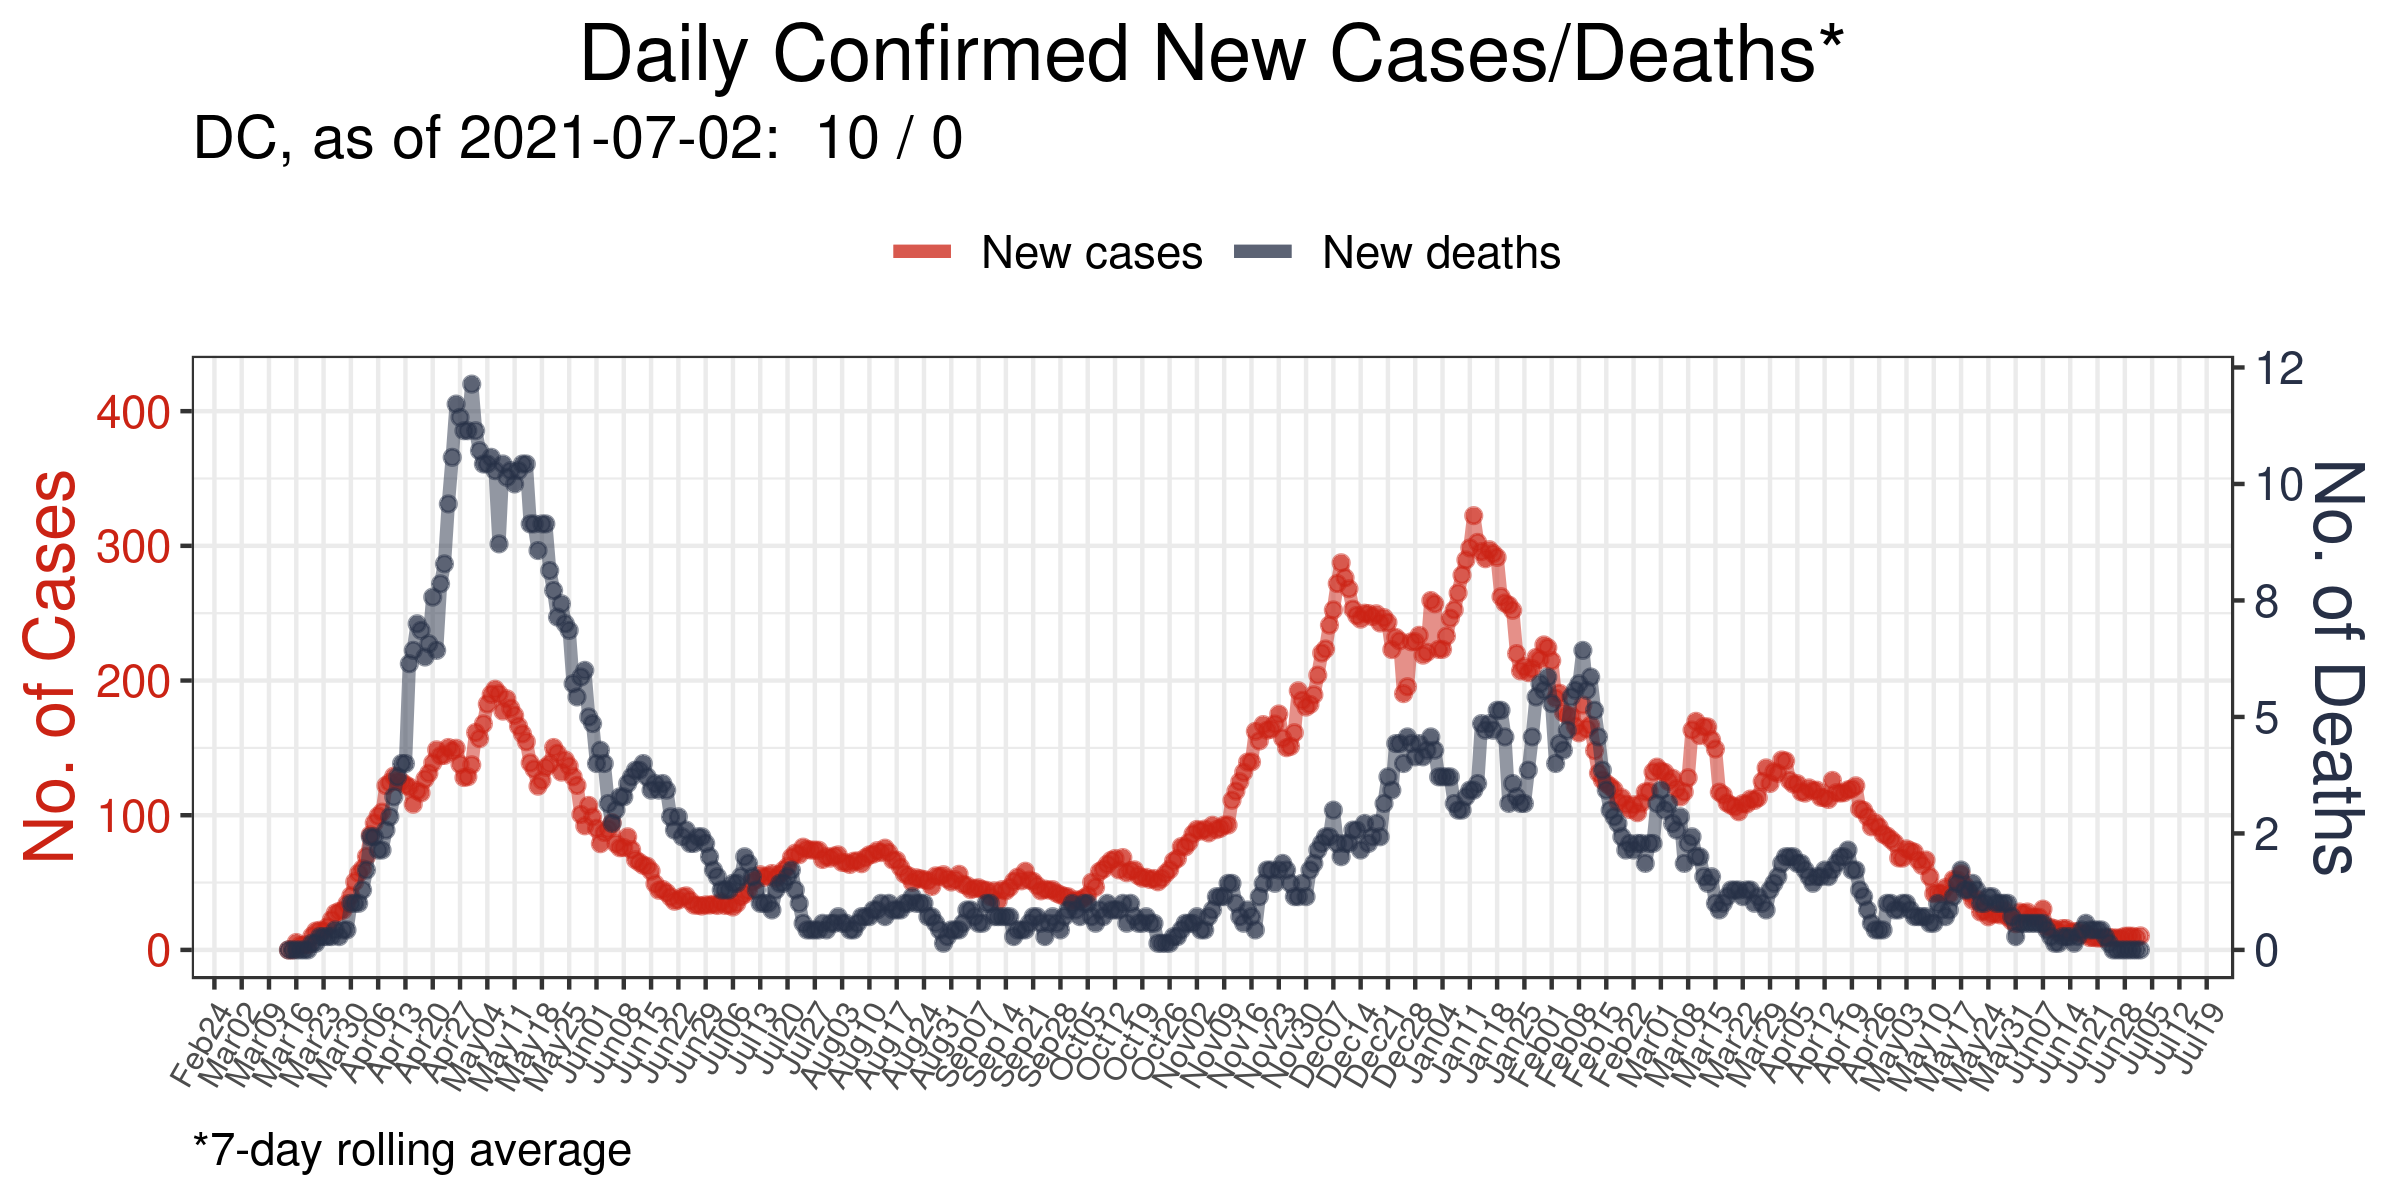 Daily Confirmed New Cases/Deaths*
DC, as of 2021-07-02:  10 / 0
New cases
New deaths
No. of Cases
400
300
200
100
0
12
10
8
5
2
0
No. of Deaths
Feb24
Mar02
Mar09
Mar16
Mar23
Mar30
Apr06
Apr13
Apr20
Apr27
May04
May11
May18
May25
Jun01
Jun08
Jun15
Jun22
Jun29
Jul06
Jul13
Jul20
Jul27
Aug03
Aug10
Aug17
Aug24
Aug31
Sep07
Sep14
Sep21
Sep28
Oct05
Oct12
Oct19
Oct26
Nov02
Nov09
Nov16
Nov23
Nov30
Dec07
Dec14
Dec21
Dec28
Jan04
Jan11
Jan18
Jan25
Feb01
Feb08
Feb15
Feb22
Mar01
Mar08
Mar15
Mar22
Mar29
Apr05
Apr12
Apr19
Apr26
May03
May10
May17
May24
May31
Jun07
Jun14
Jun21
Jun28
Jul05
Jul12
Jul19
*7-day rolling average